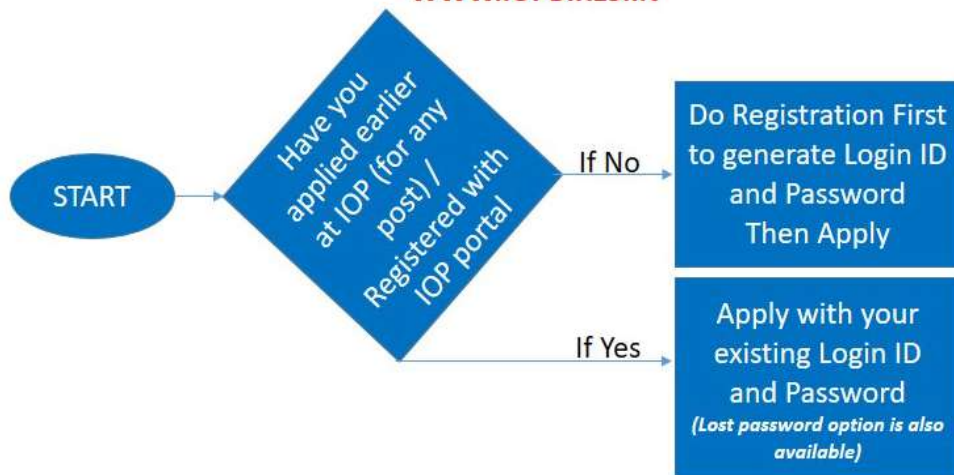 START
Have you
applied earlier
at IOP (for any
post) /
Registered with
IOP portal
If No
Do Registration First
to generate Login ID
and Password
Then Apply
If Yes
Apply with your
existing Login ID
and Password
(Lost password option is also
available)